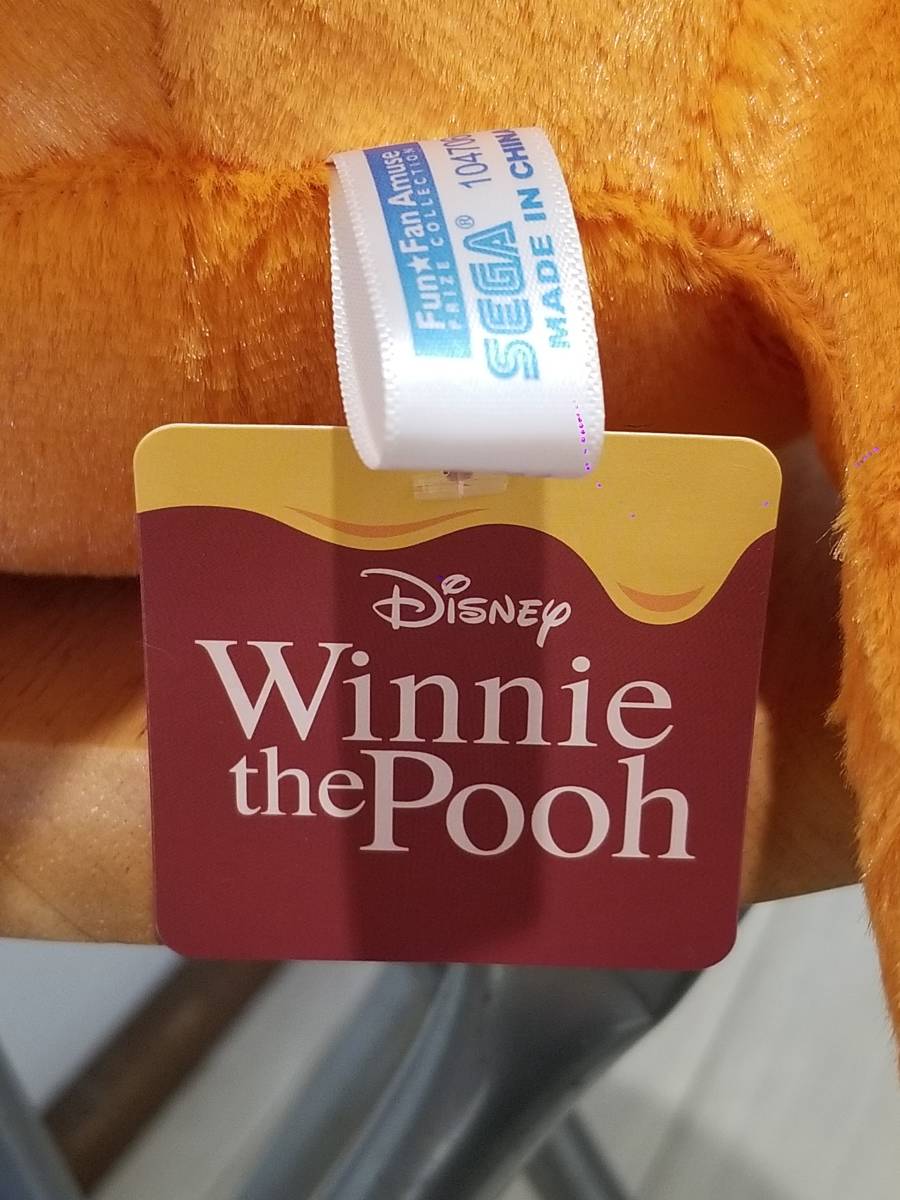 Fun★Fan Amuse
PRIZE COLLECTION
SEGA®
MADE IN
Disney
Winnie
the Pooh